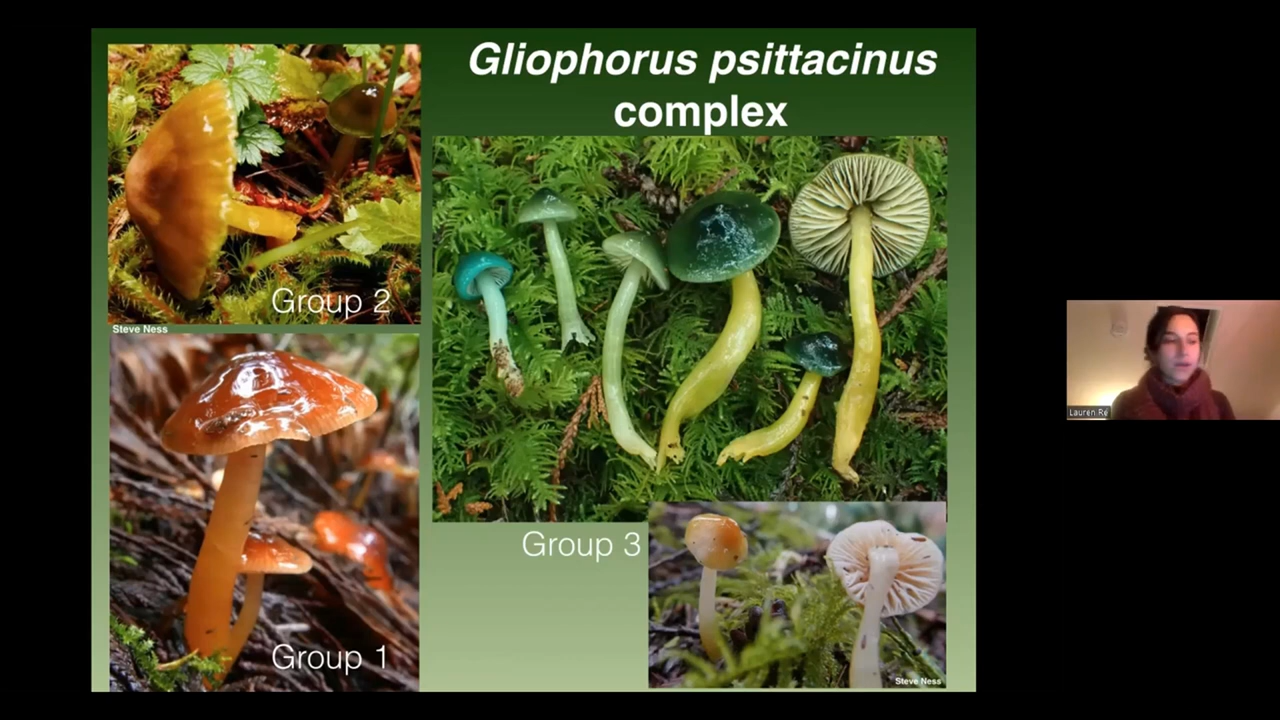 Gliophorus psittacinus
complex
Group 2
Steve Ness
Group 1
Group 3
Steve Ness
Lauren Re